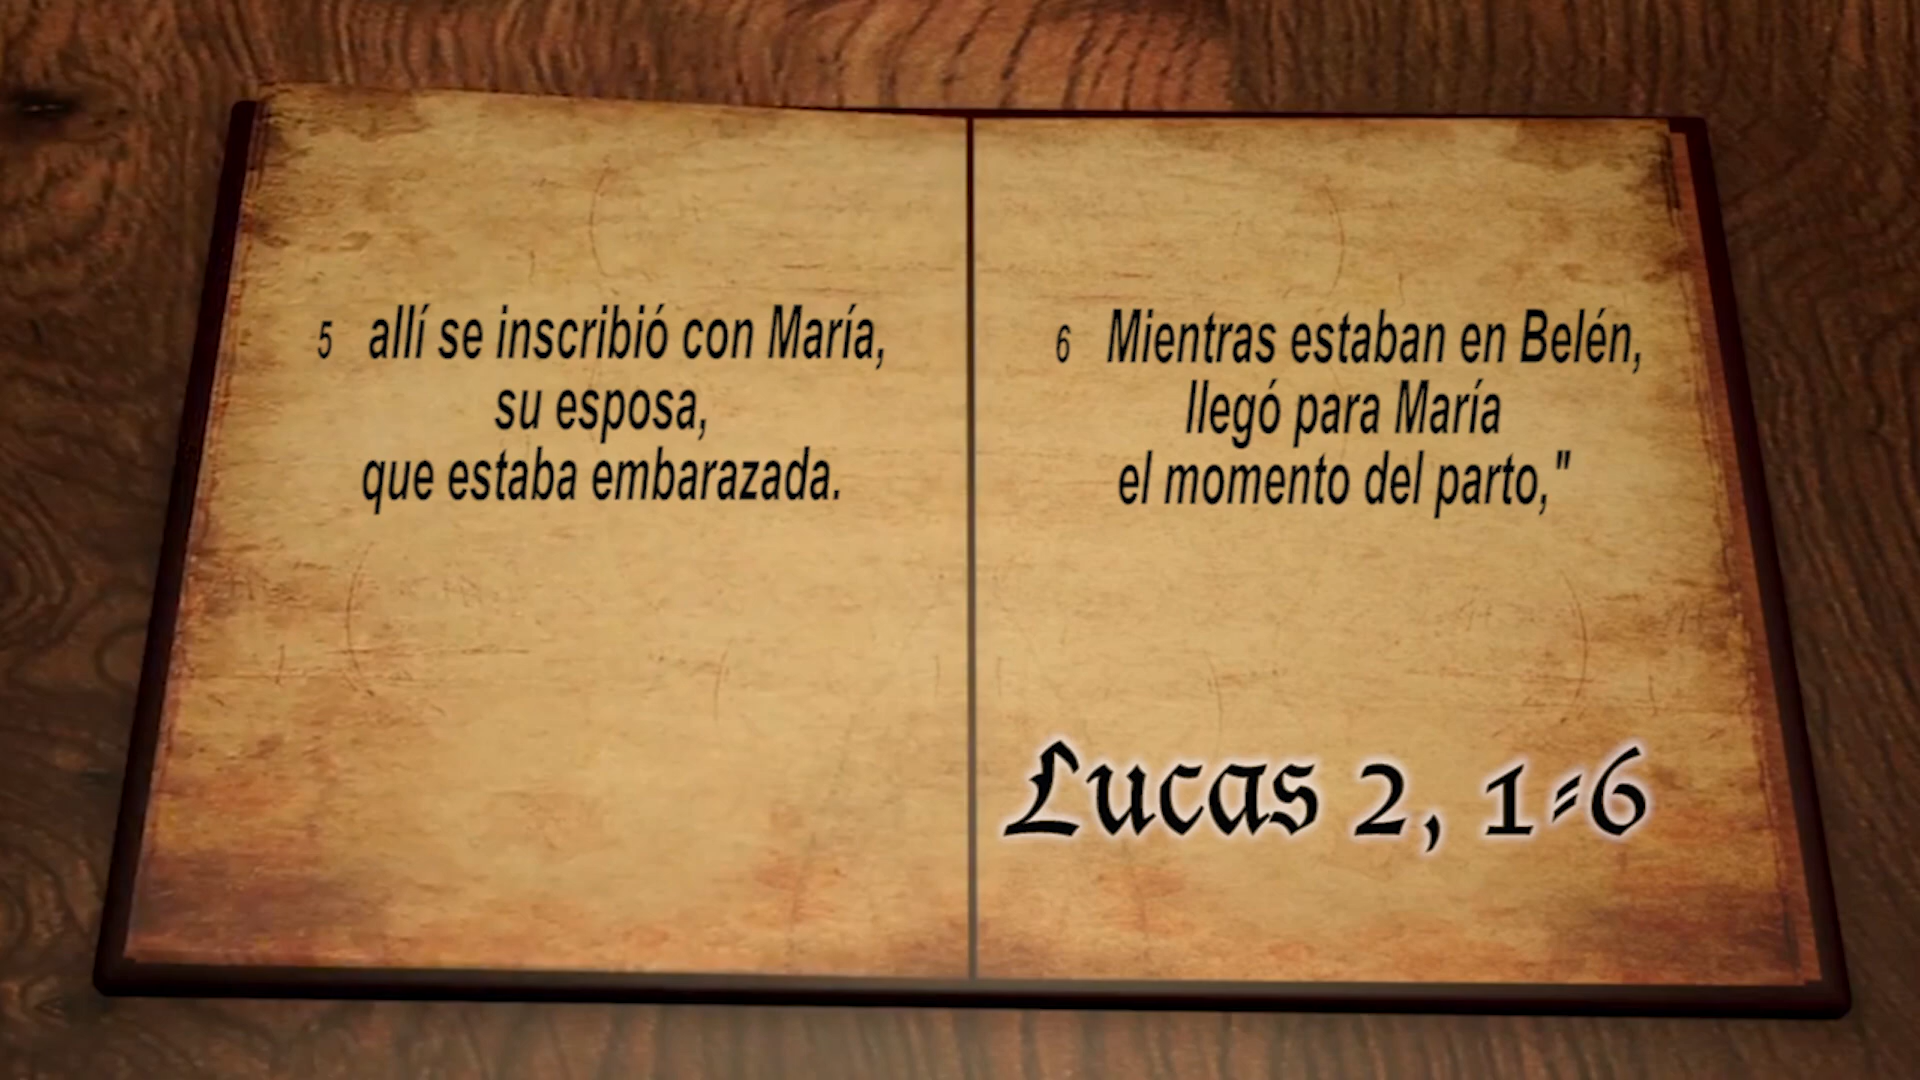 5 allí se inscribió con María,
su esposa,
que estaba embarazada.
6 Mientras estaban en Belén,
llegó para María
el momento del parto,"
Lucas 2, 1-6